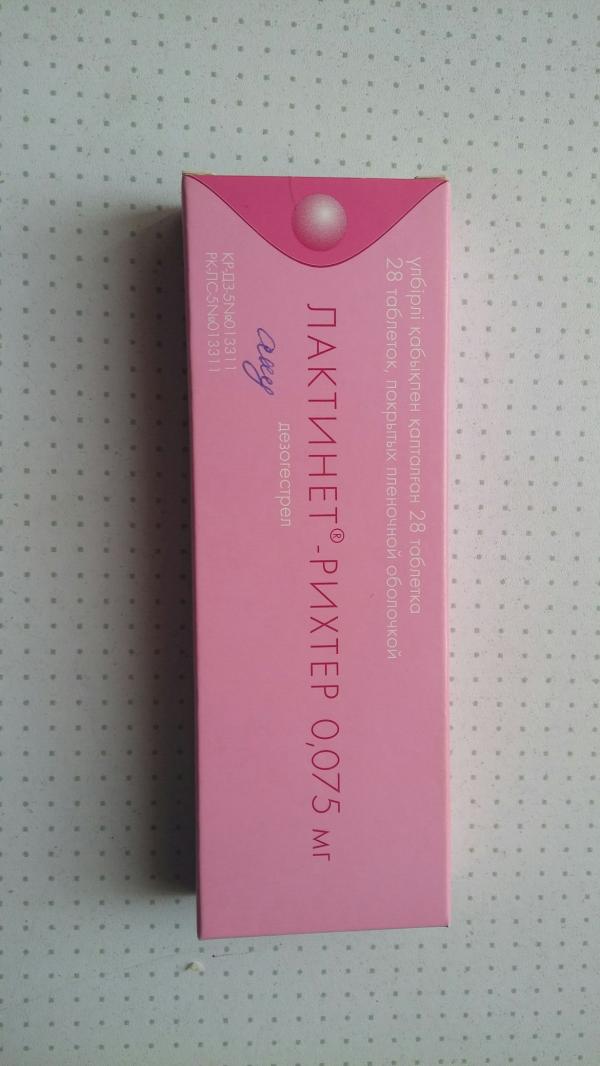 Үлбірлі қабықпен қапталған 28 таблетка
28 таблеток, покрытых пленочной оболочкой
ЛАКТИНЕТ®-РИХТЕР 0,075 мг
дезогестрел
ҚР-ДЗ-5№013311
РК-ЛС-5№013311